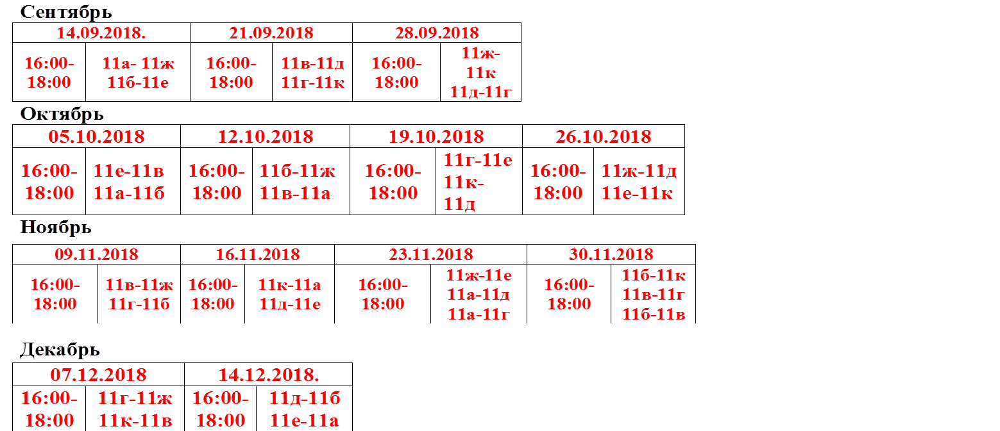 Сентябрь
14.09.2018. 21.09.2018 28.09.2018
16:00-18:00 11а- 11ж 11б-11е 16:00-18:00 11в-11д 11г-11к 16:00-18:00 11ж-11к 11д-11г
Октябрь
05.10.2018 12.10.2018 19.10.2018 26.10.2018
16:00-18:00 11е-11в 11а-11б 16:00-18:00 11б-11ж 11в-11а 16:00-18:00 11г-11е 11к-11д 16:00-18:00 11ж-11д 11е-11к
Ноябрь
09.11.2018 16.11.2018 23.11.2018 30.11.2018
16:00-18:00 11в-11ж 11г-11б 16:00-18:00 11к-11а 11д-11е 16:00-18:00 11ж-11е 11а-11д 11а-11г 16:00-18:00 11б-11к 11в-11г 11б-11в
Декабрь
07.12.2018 14.12.2018.
16:00-18:00 11г-11ж 11к-11в 16:00-18:00 11д-11б 11е-11а